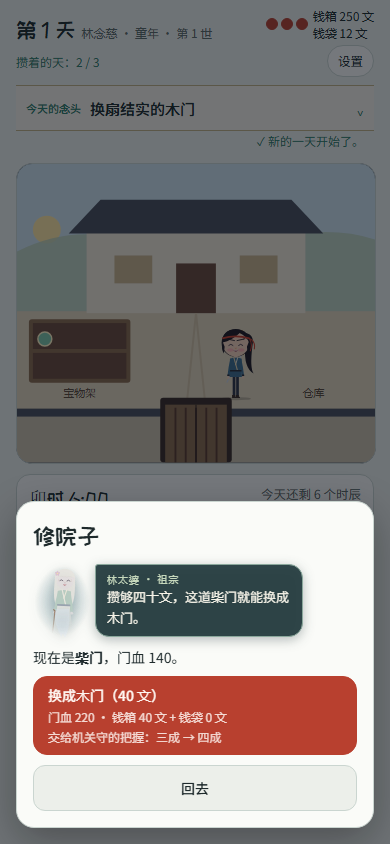 第1天 林念慈 · 童年 · 第 1 世
钱箱 250 文
钱袋 12 文
攒着的天：2 / 3
设置
今天的念头 换扇结实的木门
✓ 新的一天开始了。
宝物架
仓库
卯时 6:00
今天还剩 6 个时辰
修院子
林太婆 · 祖宗
攒够四十文，这道柴门就能换成
木门。
现在是柴门，门血 140。
换成木门（40 文）
门血 220 · 钱箱 40 文 + 钱袋 0 文
交给机关守的把握：三成 → 四成
回去